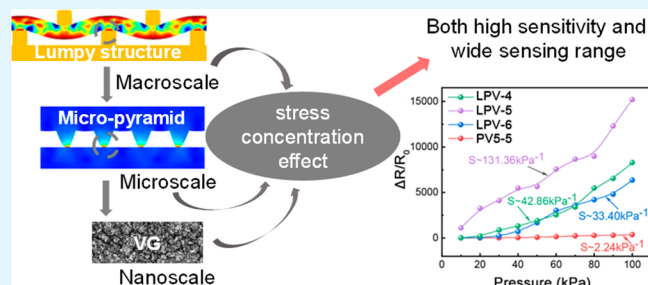 Lumpy structure
Macroscale
Micro-pyramid
Microscale
VG
Nanoscale
stress
concentration
effect
Both high sensitivity and
wide sensing range
LPV-4
LPV-5
LPV-6
PV5-5
S~131.36kPa⁻¹
S~42.86kPa⁻¹
S~33.40kPa⁻¹
S~2.24kPa⁻¹
ΔR/R₀
15000
10000
5000
0
0 20 40 60 80 100
Pressure (kPa)